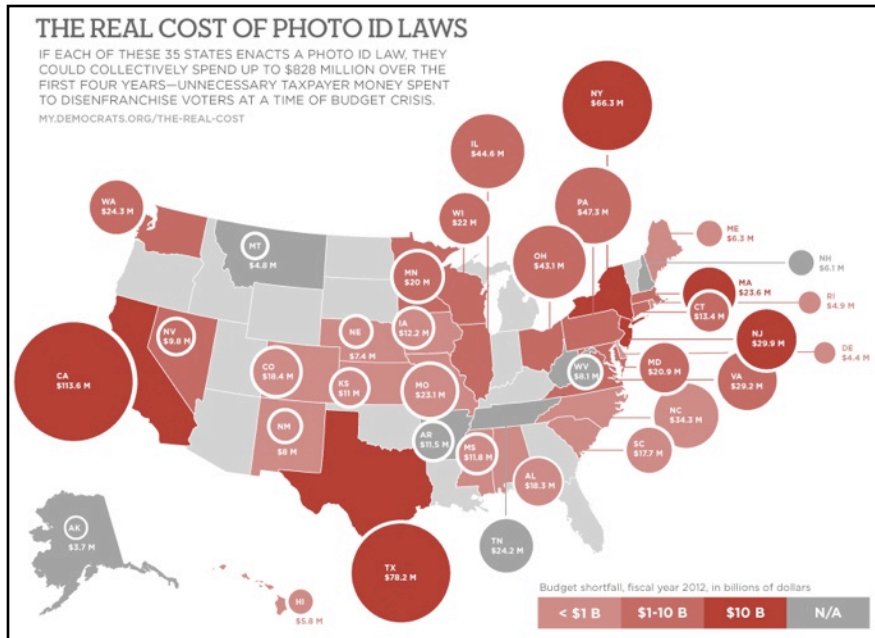 THE REAL COST OF PHOTO ID LAWS
IF EACH OF THESE 35 STATES ENACTS A PHOTO ID LAW, THEY
COULD COLLECTIVELY SPEND UP TO $828 MILLION OVER THE
FIRST FOUR YEARS—UNNECESSARY TAXPAYER MONEY SPENT
TO DISENFRANCHISE VOTERS AT A TIME OF BUDGET CRISIS.
MY.DEMOCRATS.ORG/THE-REAL-COST
NY
$66.3 M
IL
$44.6 M
WA
$24.3 M
WI
$22 M
PA
$47.3 M
ME
$6.3 M
MT
$4.8 M
OH
$43.1 M
NH
$6.1 M
MN
$20 M
MA
$23.6 M
RI
$4.9 M
CT
$13.4 M
NV
$9.8 M
NE
$7.4 M
IA
$12.2 M
NJ
$29.9 M
DE
$4.4 M
CA
$113.6 M
CO
$18.4 M
KS
$11 M
MO
$23.1 M
WV
$8.1 M
MD
$20.9 M
VA
$29.2 M
NM
$8 M
AR
$11.5 M
MS
$11.8 M
NC
$34.3 M
SC
$17.7 M
AL
$18.3 M
AK
$3.7 M
TN
$24.2 M
TX
$78.2 M
HI
$5.8 M
Budget shortfall, fiscal year 2012, in billions of dollars
< $1 B
$1-10 B
$10 B
N/A